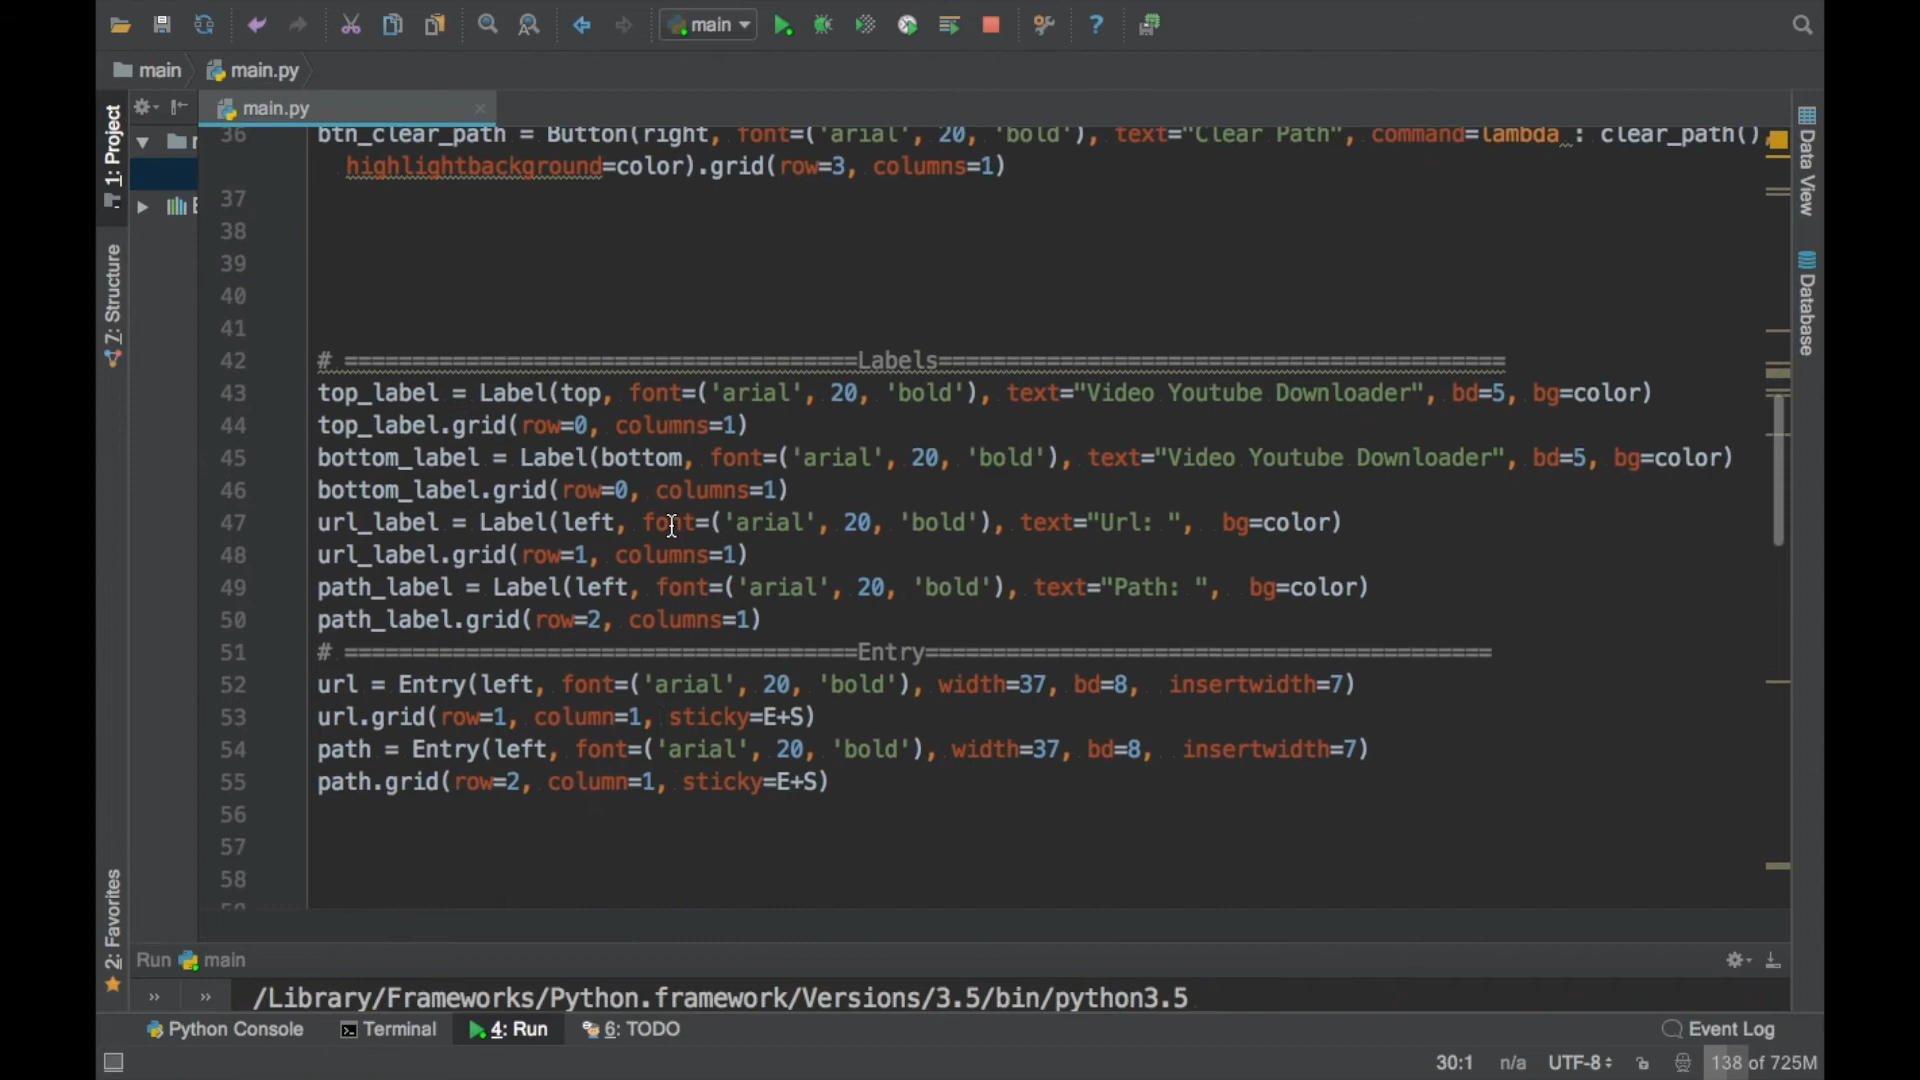 main
main
main.py
main.py
1: Project
7: Structure
2: Favorites
Data View
Database
36 btn_clear_path = Button(right, font=('arial', 20, 'bold'), text="Clear Path", command=lambda : clear_path(),
highlightbackground=color).grid(row=3, columns=1)
37
38
39
40
41
42 # ======================================Labels==========================================
43 top_label = Label(top, font=('arial', 20, 'bold'), text="Video Youtube Downloader", bd=5, bg=color)
44 top_label.grid(row=0, columns=1)
45 bottom_label = Label(bottom, font=('arial', 20, 'bold'), text="Video Youtube Downloader", bd=5, bg=color)
46 bottom_label.grid(row=0, columns=1)
47 url_label = Label(left, font=('arial', 20, 'bold'), text="Url: ", bg=color)
48 url_label.grid(row=1, columns=1)
49 path_label = Label(left, font=('arial', 20, 'bold'), text="Path: ", bg=color)
50 path_label.grid(row=2, columns=1)
51 # ======================================Entry==========================================
52 url = Entry(left, font=('arial', 20, 'bold'), width=37, bd=8, insertwidth=7)
53 url.grid(row=1, column=1, sticky=E+S)
54 path = Entry(left, font=('arial', 20, 'bold'), width=37, bd=8, insertwidth=7)
55 path.grid(row=2, column=1, sticky=E+S)
56
57
58
Run main
/Library/Frameworks/Python.framework/Versions/3.5/bin/python3.5
Python Console Terminal 4: Run 6: TODO Event Log
30:1 n/a UTF-8 138 of 725M